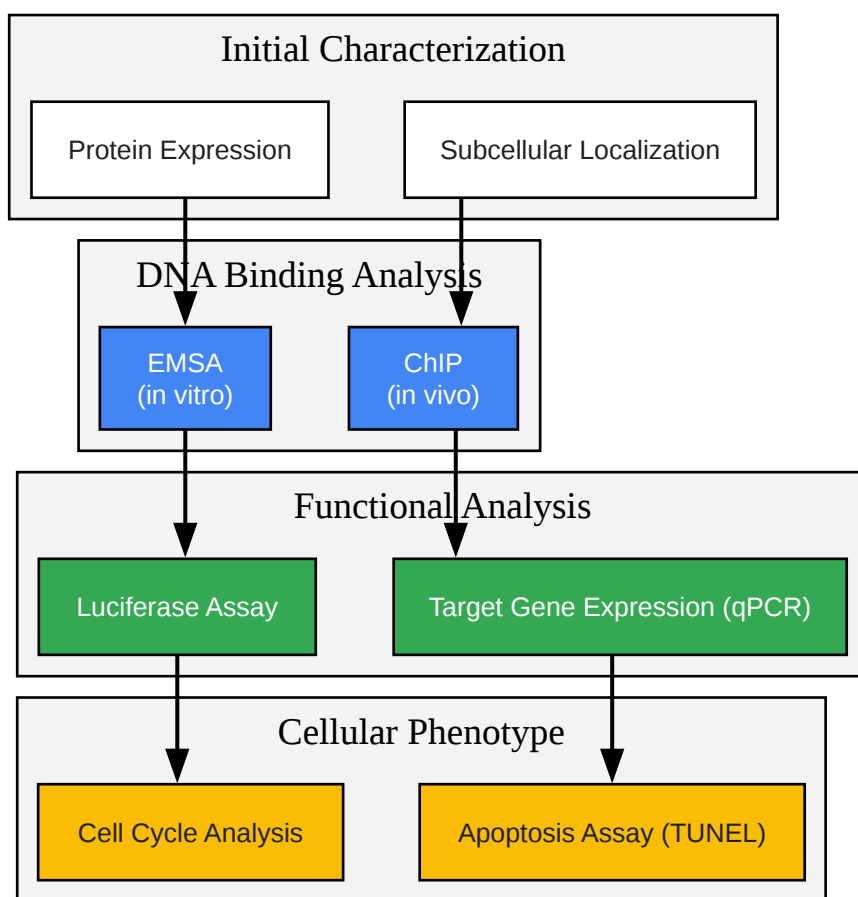 Initial Characterization
Protein Expression
Subcellular Localization
DNA Binding Analysis
EMSA
(in vitro)
ChIP
(in vivo)
Functional Analysis
Luciferase Assay
Target Gene Expression (qPCR)
Cellular Phenotype
Cell Cycle Analysis
Apoptosis Assay (TUNEL)